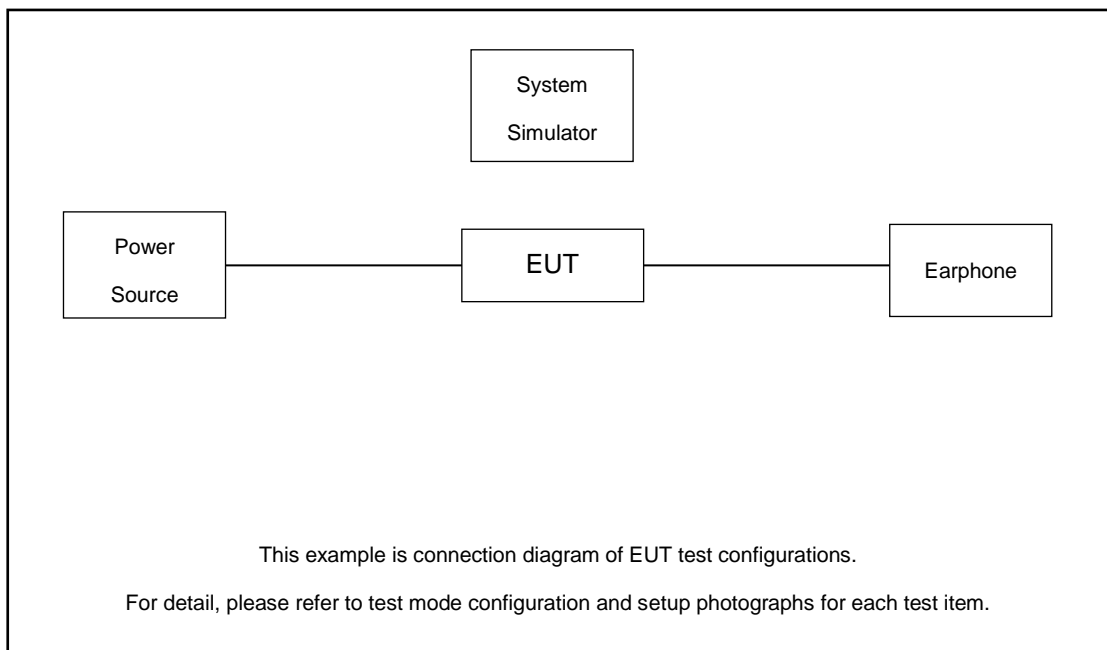 System
Simulator
Power
Source
EUT
Earphone
This example is connection diagram of EUT test configurations.
For detail, please refer to test mode configuration and setup photographs for each test item.